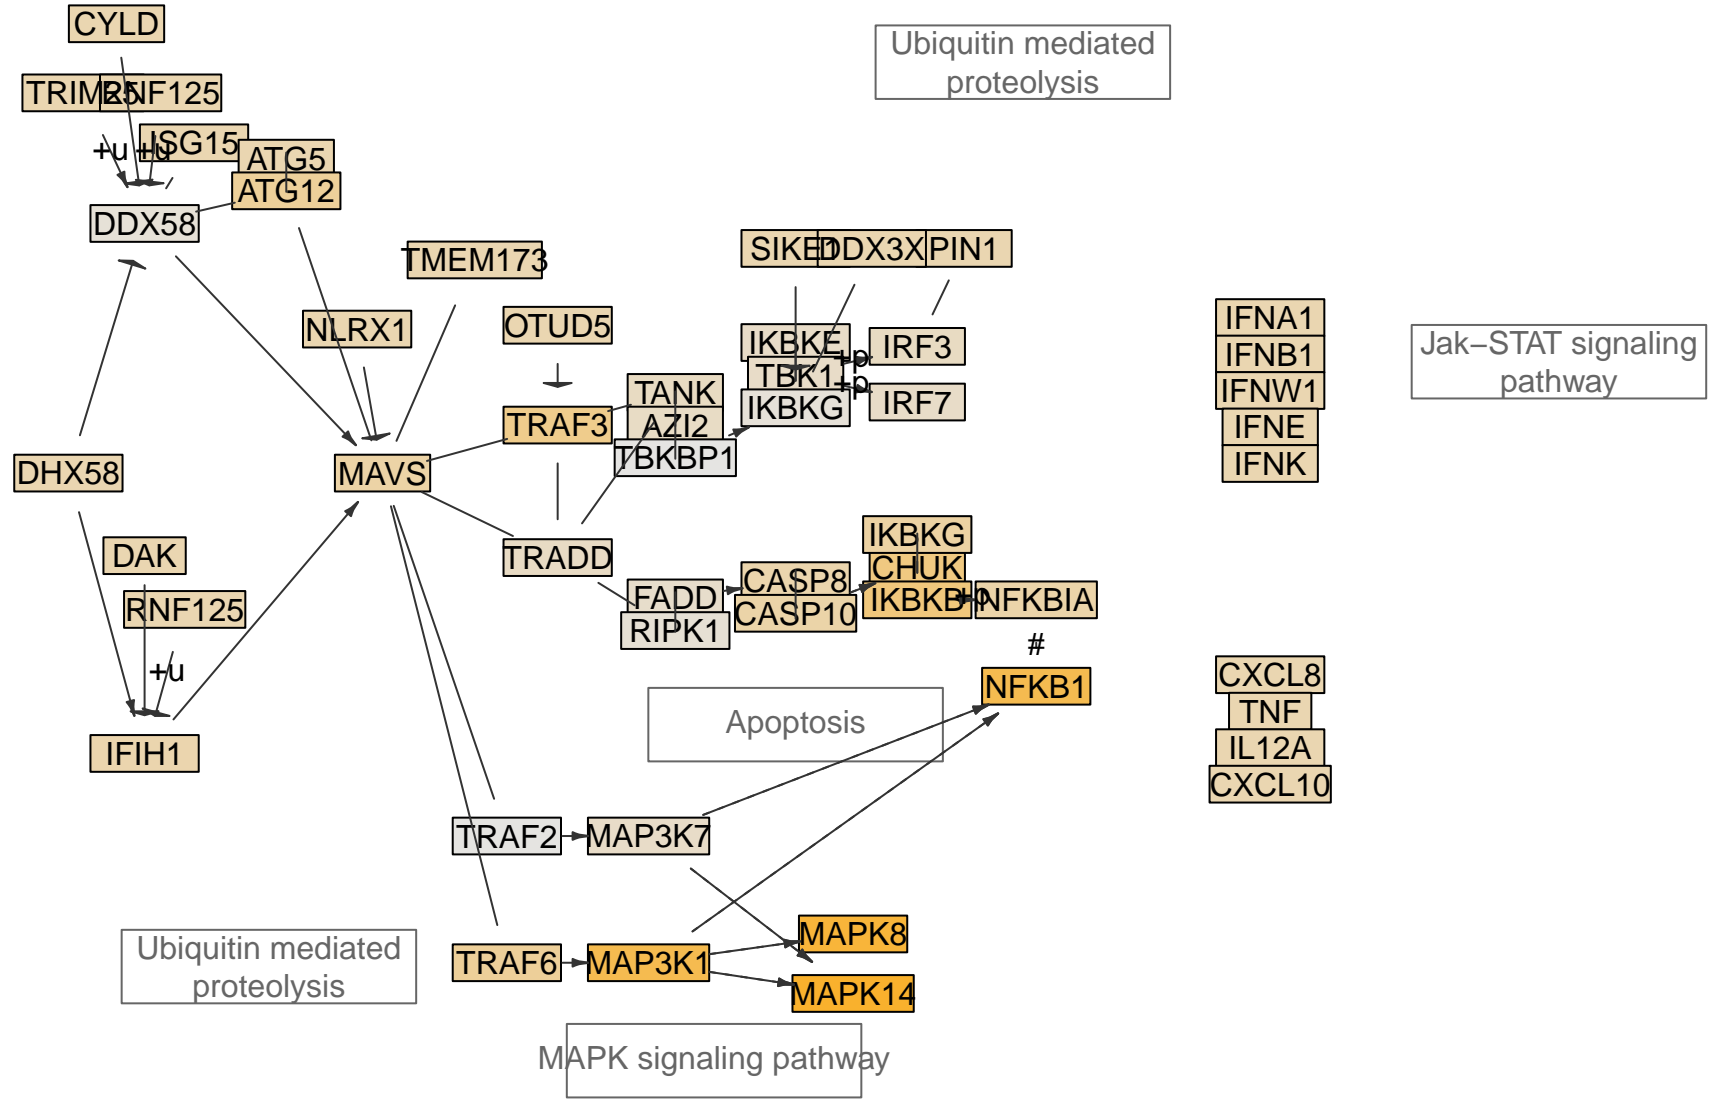 CYLD
Ubiquitin mediated
proteolysis
TRIM25
RNF125
ISG15
+u
+u
ATG5
ATG12
DDX58
TMEM173
SIKE1
DDX3X
PIN1
NLRX1
OTUD5
IKBKE
IRF3
+p
TBK1
+p
IKBKG
IRF7
IFNA1
IFNB1
IFNW1
IFNE
IFNK
Jak−STAT signaling
pathway
TANK
TRAF3
AZI2
TBKBP1
DHX58
MAVS
DAK
RNF125
+u
IFIH1
TRADD
FADD
RIPK1
CASP8
CASP10
IKBKG
CHUK
IKBKB
+p
NFKBIA
#
NFKB1
CXCL8
TNF
IL12A
CXCL10
Apoptosis
TRAF2
MAP3K7
TRAF6
MAP3K1
MAPK8
MAPK14
Ubiquitin mediated
proteolysis
MAPK signaling pathway